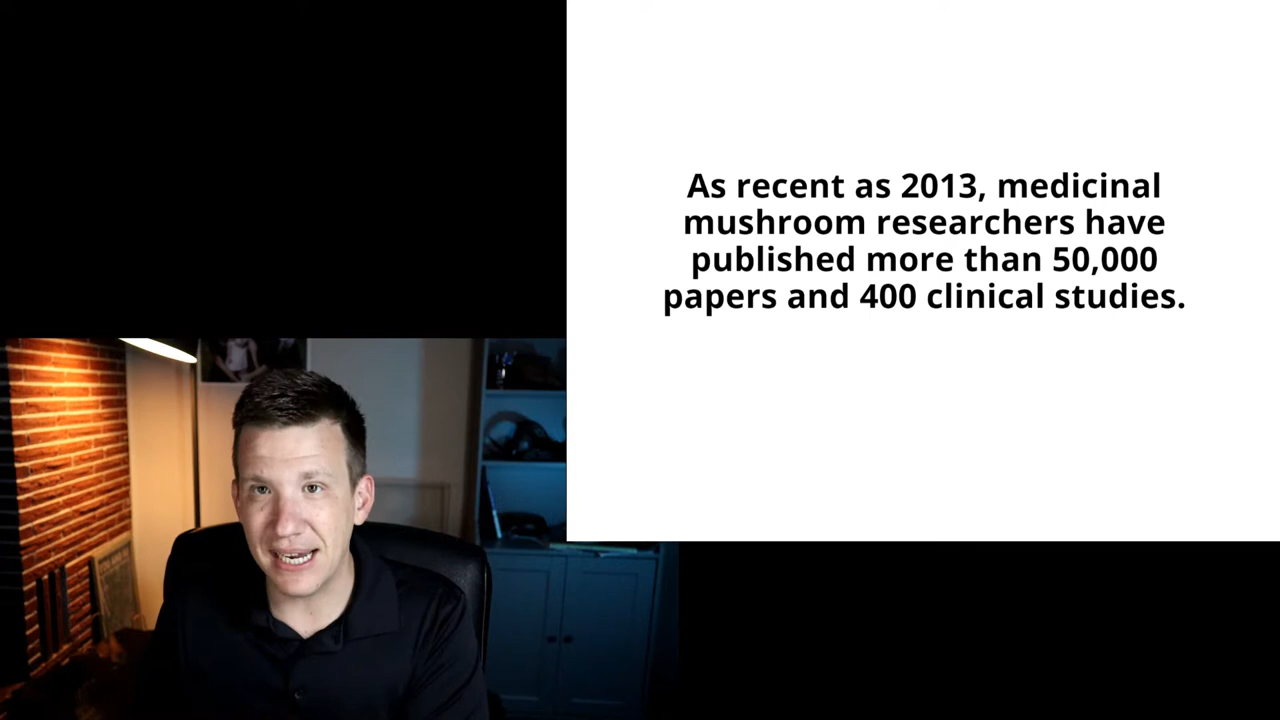 As recent as 2013, medicinal
mushroom researchers have
published more than 50,000
papers and 400 clinical studies.